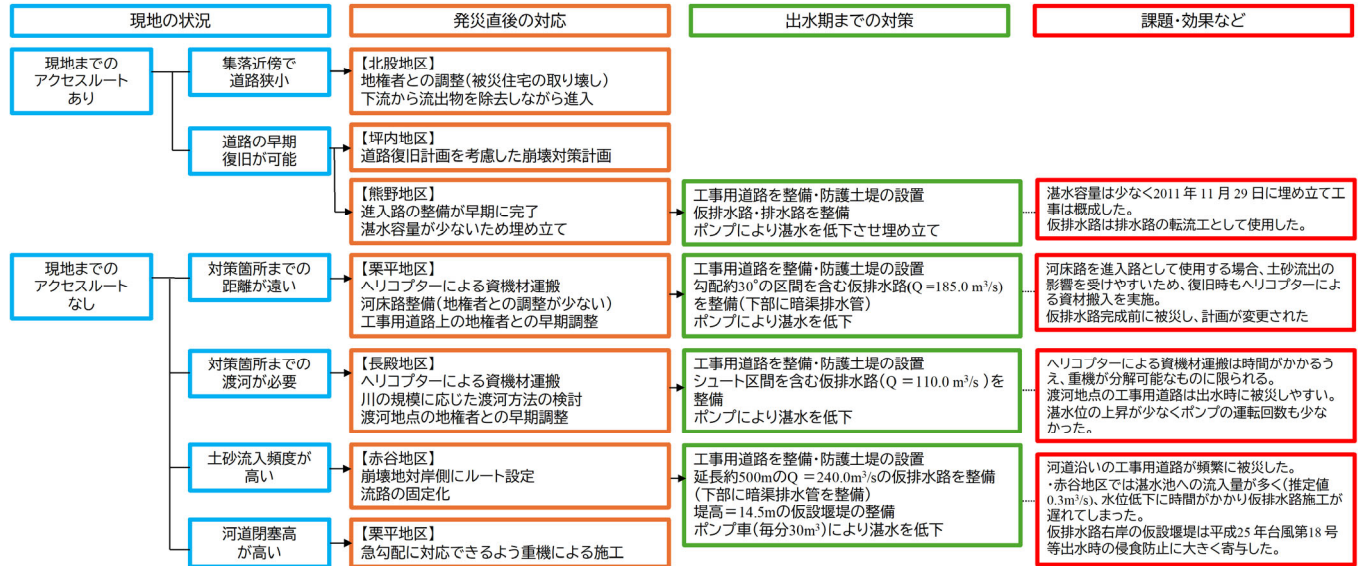 現地の状況
発災直後の対応
出水期までの対策
課題・効果など
現地までの
アクセスルート
あり
集落近傍で
道路狭小
【北股地区】
地権者との調整（被災住宅の取り壊し）
下流から流出物を除去しながら進入
道路の早期
復旧が可能
【坪内地区】
道路復旧計画を考慮した崩壊対策計画
【熊野地区】
進入路の整備が早期に完了
湛水容量が少ないため埋め立て
工事用道路を整備・防護土堤の設置
仮排水路・排水路を整備
ポンプにより湛水を低下させ埋め立て
湛水容量は少なく2011年11月29日に埋め立て工
事は概成した。
仮排水路は排水路の転流工として使用した。
現地までの
アクセスルート
なし
対策箇所までの
距離が遠い
【栗平地区】
ヘリコプターによる資機材運搬
河床路整備（地権者との調整が少ない）
工事用道路上の地権者との早期調整
工事用道路を整備・防護土堤の設置
勾配約30°の区間を含む仮排水路(Q =185.0 m³/s)
を整備（下部に暗渠排水管）
ポンプにより湛水を低下
河床路を進入路として使用する場合、土砂流出の
影響を受けやすいため、復旧時もヘリコプターによ
る資材搬入を実施。
仮排水路完成前に被災し、計画が変更された
対策箇所までの
渡河が必要
【長殿地区】
ヘリコプターによる資機材運搬
川の規模に応じた渡河方法の検討
渡河地点の地権者との早期調整
工事用道路を整備・防護土堤の設置
シュート区間を含む仮排水路（Q ＝110.0 m³/s ）を
整備
ポンプにより湛水を低下
ヘリコプターによる資機材運搬は時間がかかるう
え、重機が分解可能なものに限られる。
渡河地点の工事用道路は出水時に被災しやすい。
湛水位の上昇が少なくポンプの運転回数も少な
かった。
土砂流入頻度が
高い
【赤谷地区】
崩壊地対岸側にルート設定
流路の固定化
工事用道路を整備・防護土堤の設置
延長約500mのQ ＝240.0m³/sの仮排水路を整備
（下部に暗渠排水管を整備）
堤高＝14.5mの仮設堰堤の整備
ポンプ車（毎分30m³）により湛水を低下
河道沿いの工事用道路が頻繁に被災した。
・赤谷地区では湛水池への流入量が多く（推定値
0.3m³/s）、水位低下に時間がかかり仮排水路施工が
遅れてしまった。
仮排水路右岸の仮設堰堤は平成25年台風第18号
等出水時の侵食防止に大きく寄与した。
河道閉塞高
が高い
【栗平地区】
急勾配に対応できるよう重機による施工